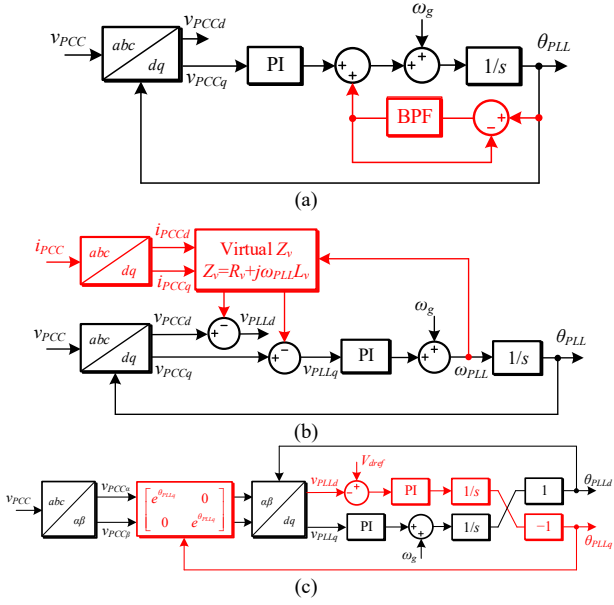 v_PCC abc dq v_PCCd v_PCCq PI + + ω_g + + 1/s θ_PLL
BPF + −
(a)
i_PCC abc dq i_PCCd i_PCCq Virtual Z_v
Z_v=R_v+jω_PLL L_v
v_PCC abc dq v_PCCd v_PCCq + − v_PLLd + − v_PLLq PI ω_g + + ω_PLL 1/s θ_PLL
(b)
v_PCC abc αβ v_PCCα v_PCCβ
e^θ_PLLq 0
0 e^θ_PLLq
αβ dq
v_PLLd V_dref − + PI 1/s 1 θ_PLLd
v_PLLq PI + + ω_g 1/s −1 θ_PLLq
(c)